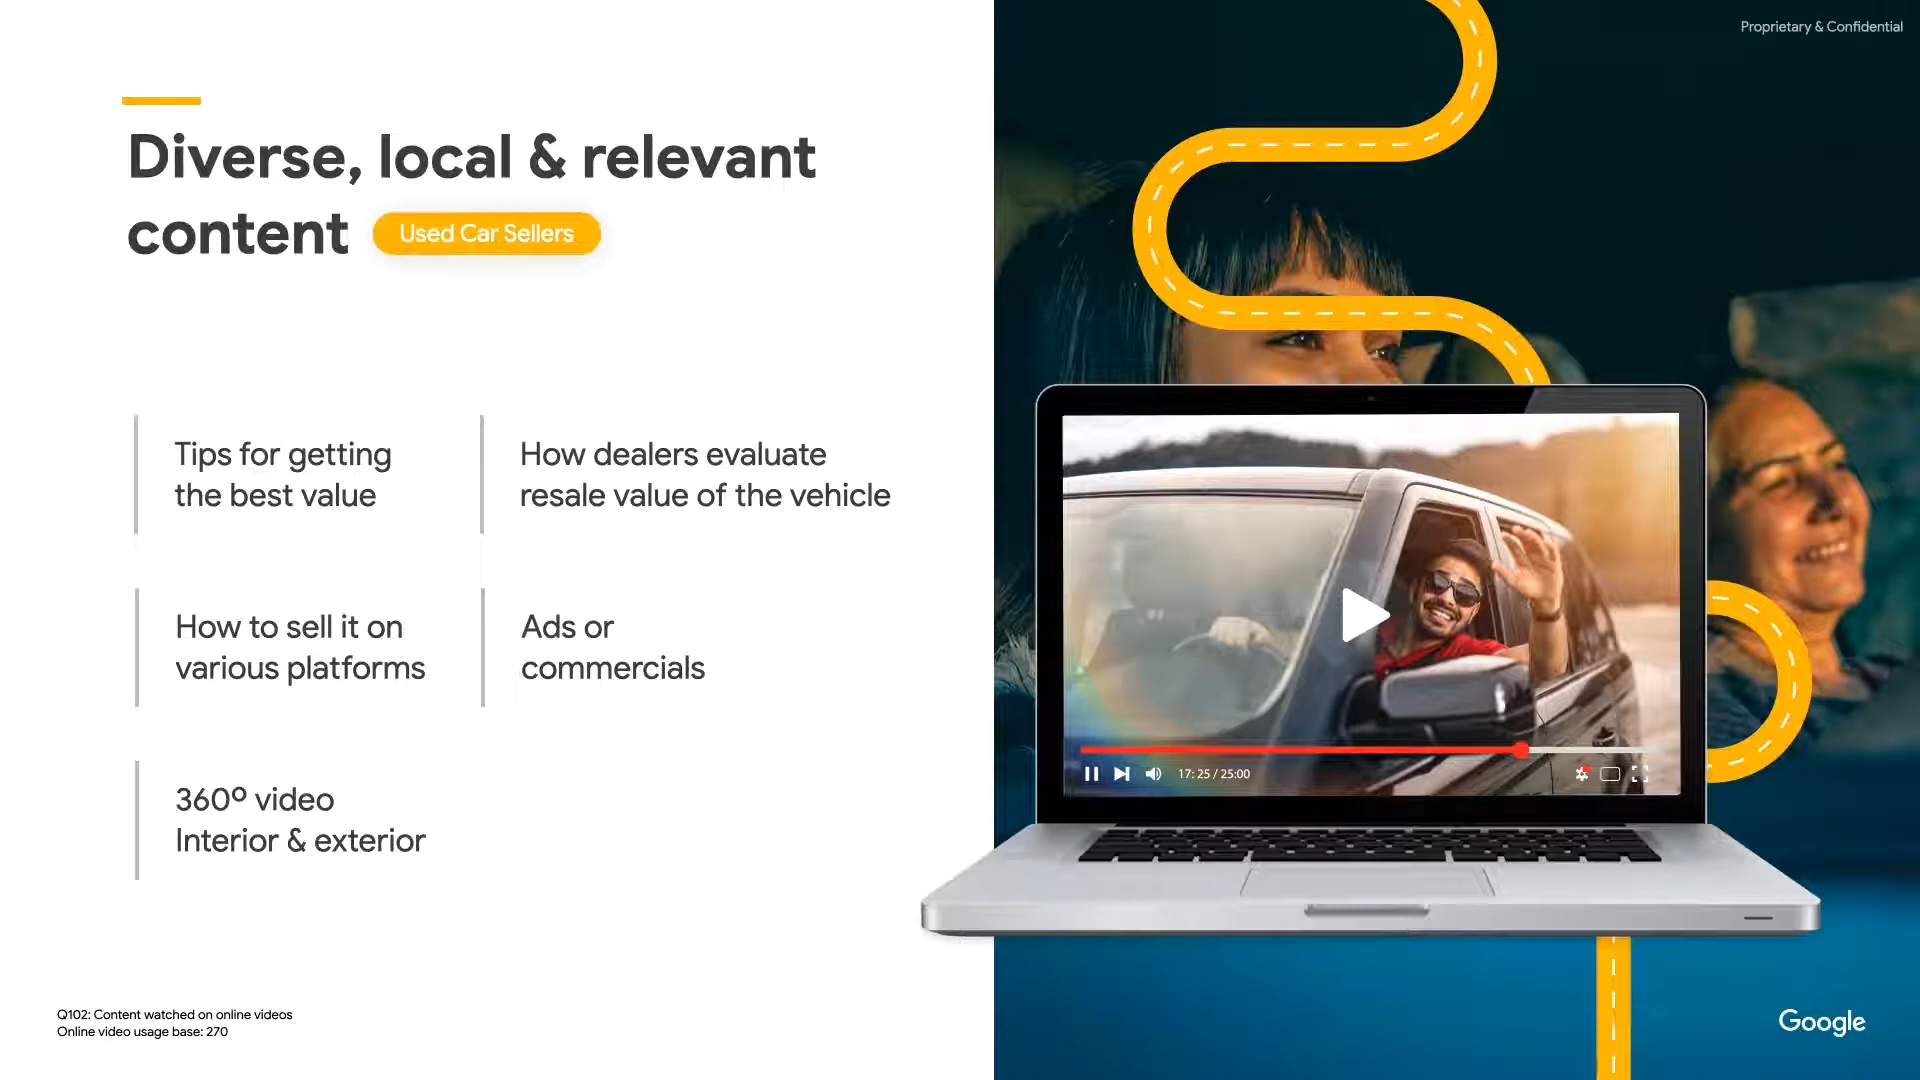 Proprietary & Confidential
Diverse, local & relevant
content
Used Car Sellers
Tips for getting
the best value
How dealers evaluate
resale value of the vehicle
How to sell it on
various platforms
Ads or
commercials
360º video
Interior & exterior
17:25 / 25:00
Q102: Content watched on online videos
Online video usage base: 270
Google